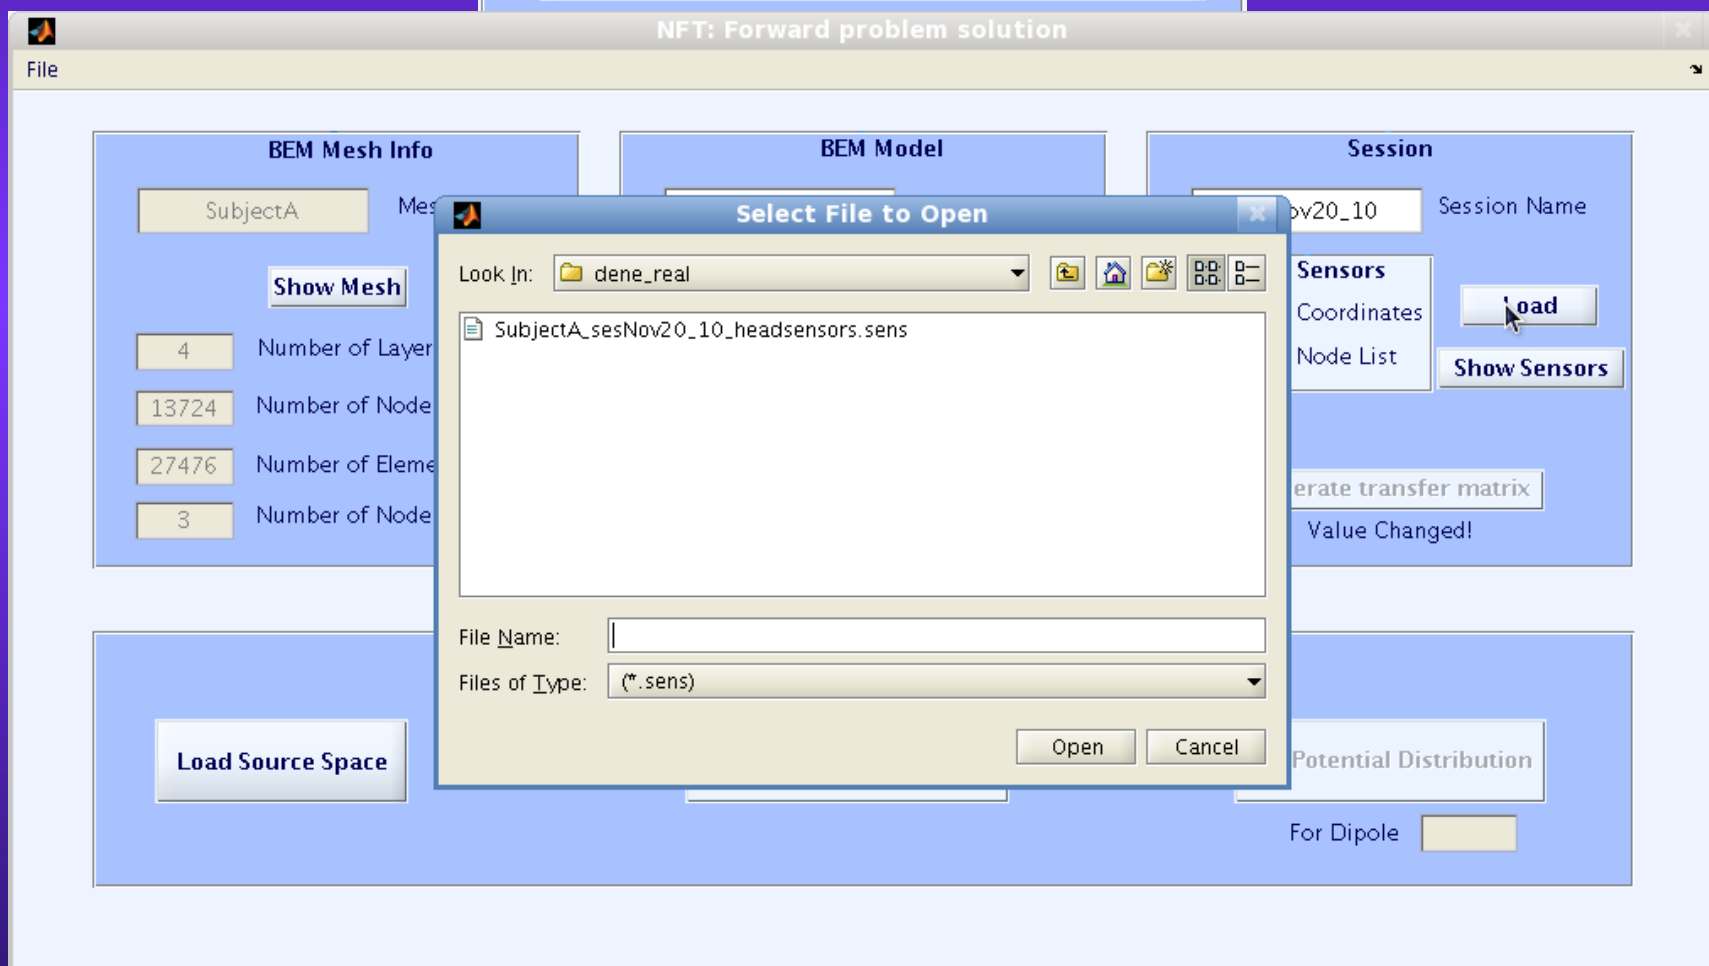 NFT: Forward problem solution
File
BEM Mesh Info
BEM Model
Session
SubjectA
Mes
ov20_10
Session Name
Show Mesh
4
Number of Layer
13724
Number of Node
27476
Number of Eleme
3
Number of Node
Select File to Open
Look In:
dene_real
SubjectA_sesNov20_10_headsensors.sens
File Name:
Files of Type:
(*.sens)
Open
Cancel
Sensors
Coordinates
Node List
Load
Show Sensors
erate transfer matrix
Value Changed!
Load Source Space
Potential Distribution
For Dipole